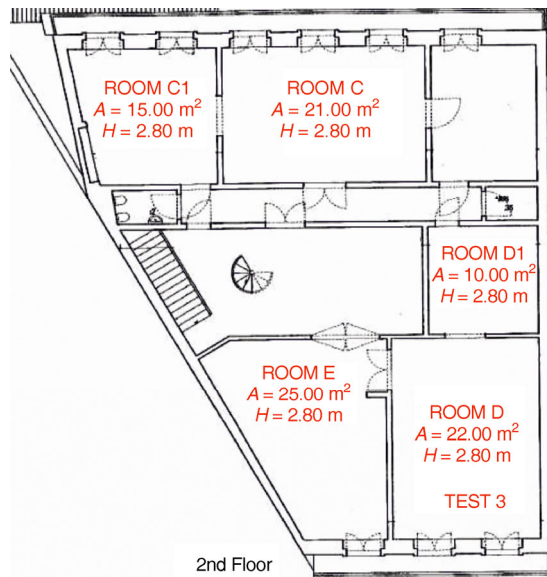 ROOM C1
A = 15.00 m²
H = 2.80 m
ROOM C
A = 21.00 m²
H = 2.80 m
ROOM D1
A = 10.00 m²
H = 2.80 m
ROOM E
A = 25.00 m²
H = 2.80 m
ROOM D
A = 22.00 m²
H = 2.80 m
TEST 3
2nd Floor